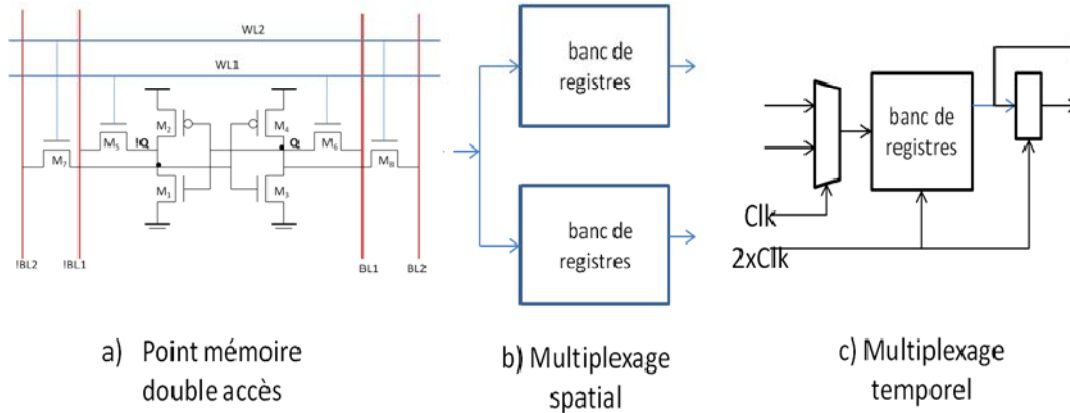 WL2
WL1
M2
M4
M5
!Q
Q
M6
M7
M8
M1
M3
!BL2
!BL1
BL1
BL2
a) Point mémoire
double accès
banc de
registres
banc de
registres
b) Multiplexage
spatial
banc de
registres
Clk
2xClk
c) Multiplexage
temporel